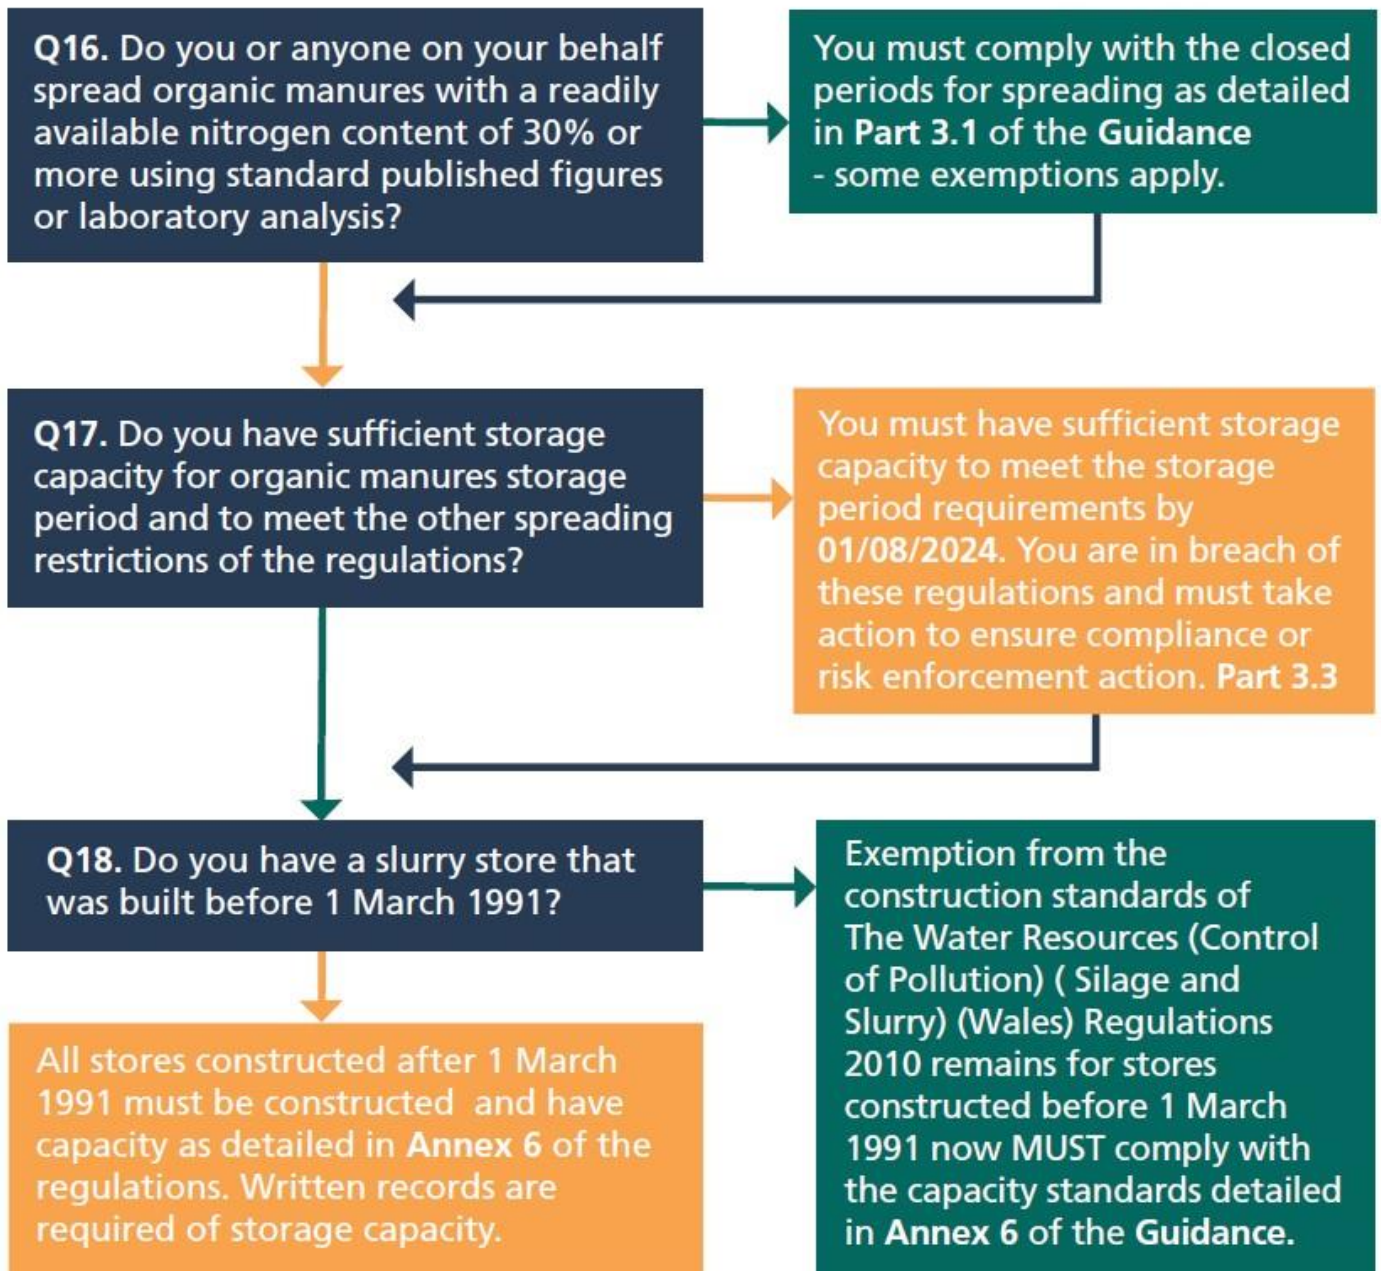 Q16. Do you or anyone on your behalf
spread organic manures with a readily
available nitrogen content of 30% or
more using standard published figures
or laboratory analysis?
You must comply with the closed
periods for spreading as detailed
in Part 3.1 of the Guidance
- some exemptions apply.
Q17. Do you have sufficient storage
capacity for organic manures storage
period and to meet the other spreading
restrictions of the regulations?
You must have sufficient storage
capacity to meet the storage
period requirements by
01/08/2024. You are in breach of
these regulations and must take
action to ensure compliance or
risk enforcement action. Part 3.3
Q18. Do you have a slurry store that
was built before 1 March 1991?
Exemption from the
construction standards of
The Water Resources (Control
of Pollution) ( Silage and
Slurry) (Wales) Regulations
2010 remains for stores
constructed before 1 March
1991 now MUST comply with
the capacity standards detailed
in Annex 6 of the Guidance.
All stores constructed after 1 March
1991 must be constructed  and have
capacity as detailed in Annex 6 of the
regulations. Written records are
required of storage capacity.